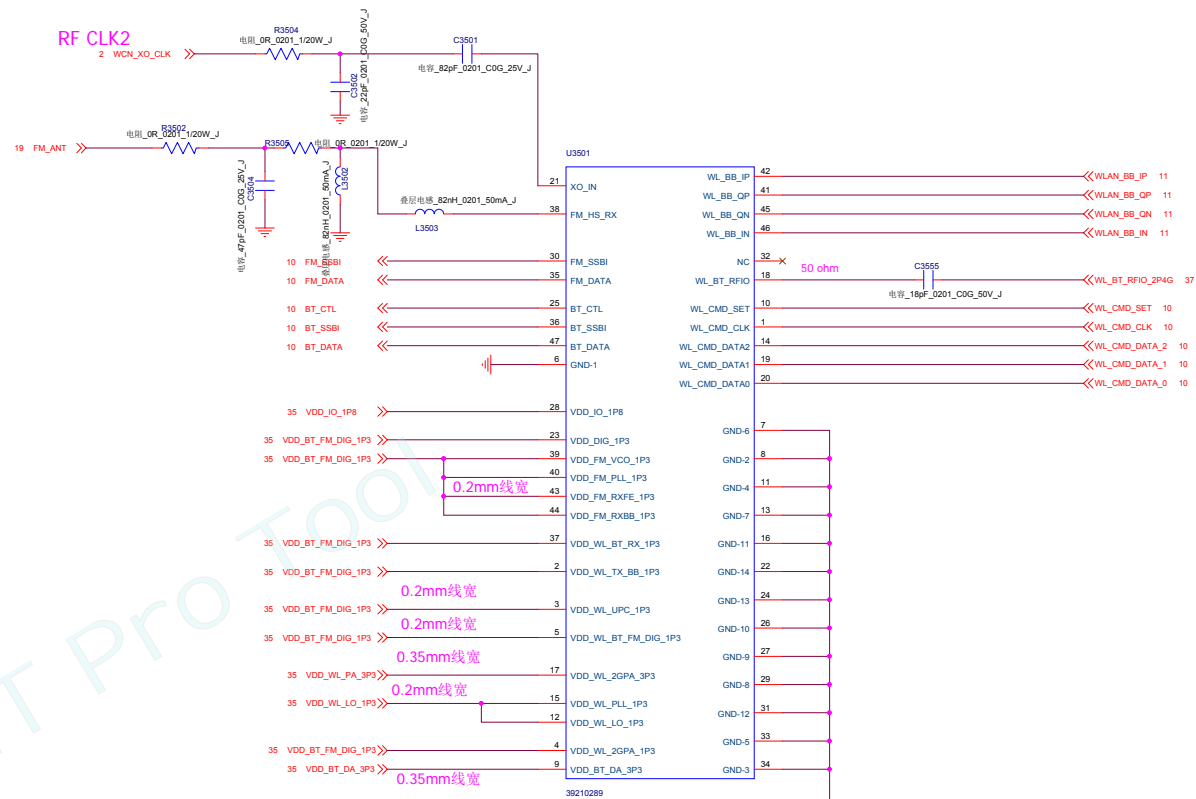 RF CLK2
2 WCN_XO_CLK
R3504
电阻_0R_0201_1/20W_J
C3502
电容_22pF_0201_C0G_50V_J
C3501
电容_82pF_0201_C0G_25V_J
19 FM_ANT
R3502
电阻_0R_0201_1/20W_J
C3504
电容_47pF_0201_C0G_25V_J
R3505
电阻_0R_0201_1/20W_J
L3502
叠层电感_82nH_0201_50mA_J
叠层电感_82nH_0201_50mA_J
L3503
U3501
21 XO_IN
38 FM_HS_RX
10 FM_SSBI 30 FM_SSBI
10 FM_DATA 35 FM_DATA
10 BT_CTL 25 BT_CTL
10 BT_SSBI 36 BT_SSBI
10 BT_DATA 47 BT_DATA
6 GND-1
35 VDD_IO_1P8 28 VDD_IO_1P8
35 VDD_BT_FM_DIG_1P3 23 VDD_DIG_1P3
35 VDD_BT_FM_DIG_1P3 39 VDD_FM_VCO_1P3
40 VDD_FM_PLL_1P3
0.2mm线宽
43 VDD_FM_RXFE_1P3
44 VDD_FM_RXBB_1P3
35 VDD_BT_FM_DIG_1P3 37 VDD_WL_BT_RX_1P3
35 VDD_BT_FM_DIG_1P3 2 VDD_WL_TX_BB_1P3
0.2mm线宽
35 VDD_BT_FM_DIG_1P3 3 VDD_WL_UPC_1P3
0.2mm线宽
35 VDD_BT_FM_DIG_1P3 5 VDD_WL_BT_FM_DIG_1P3
0.35mm线宽
35 VDD_WL_PA_3P3 17 VDD_WL_2GPA_3P3
0.2mm线宽
35 VDD_WL_LO_1P3 15 VDD_WL_PLL_1P3
12 VDD_WL_LO_1P3
35 VDD_BT_FM_DIG_1P3 4 VDD_WL_2GPA_1P3
35 VDD_BT_DA_3P3 9 VDD_BT_DA_3P3
0.35mm线宽
39210289
WL_BB_IP 42 WLAN_BB_IP 11
WL_BB_QP 41 WLAN_BB_QP 11
WL_BB_QN 45 WLAN_BB_QN 11
WL_BB_IN 46 WLAN_BB_IN 11
NC 32
50 ohm
C3555
WL_BT_RFIO 18 WL_BT_RFIO_2P4G 37
电容_18pF_0201_C0G_50V_J
WL_CMD_SET 10 WL_CMD_SET 10
WL_CMD_CLK 1 WL_CMD_CLK 10
WL_CMD_DATA2 14 WL_CMD_DATA_2 10
WL_CMD_DATA1 19 WL_CMD_DATA_1 10
WL_CMD_DATA0 20 WL_CMD_DATA_0 10
GND-6 7
GND-2 8
GND-4 11
GND-7 13
GND-11 16
GND-14 22
GND-13 24
GND-10 26
GND-9 27
GND-8 29
GND-12 31
GND-5 33
GND-3 34
T Pro Tool